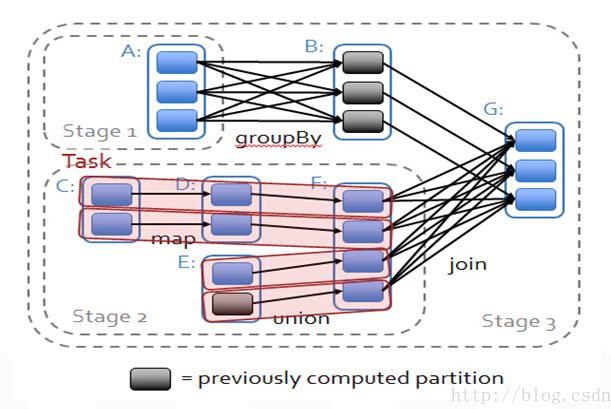 A:
B:
G:
Stage 1
groupBy
Task
C:
D:
F:
map
E:
join
Stage 2
union
Stage 3
= previously computed partition
http://blog.csdn